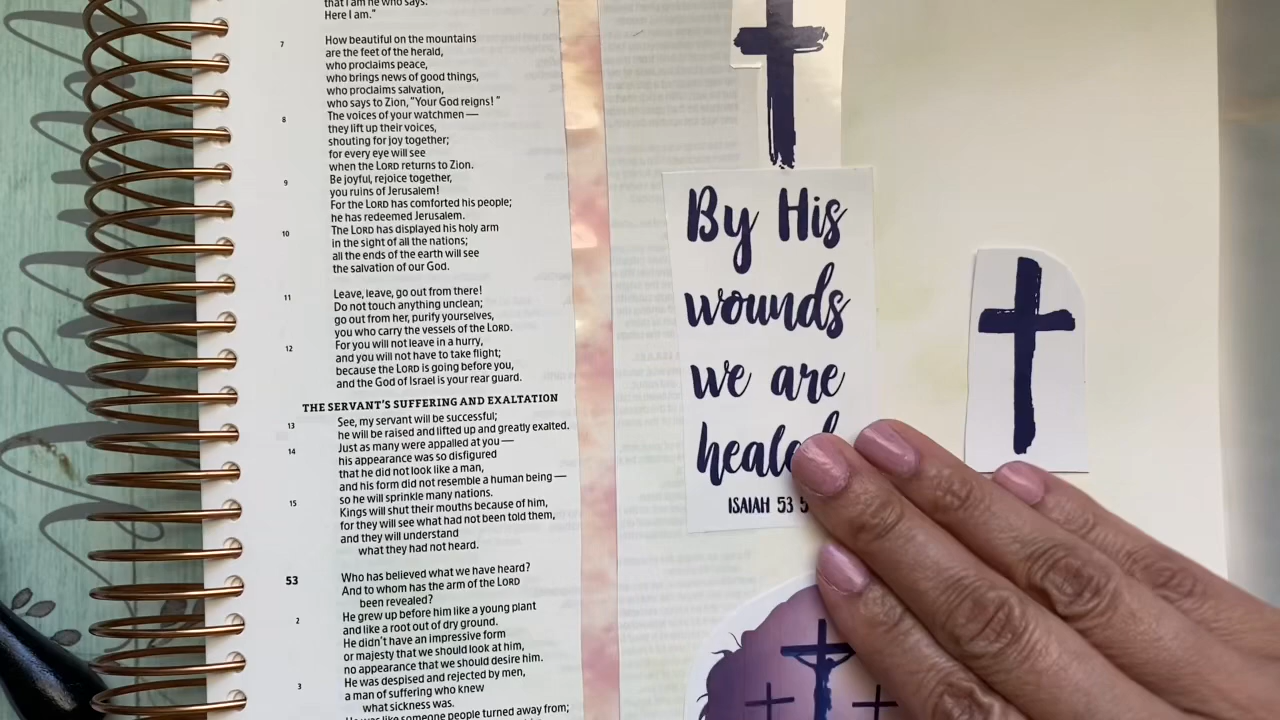 that I am he who says:
Here I am."
7 How beautiful on the mountains
are the feet of the herald,
who proclaims peace,
who brings news of good things,
who proclaims salvation,
who says to Zion, "Your God reigns! "
8 The voices of your watchmen —
they lift up their voices,
shouting for joy together;
for every eye will see
when the LORD returns to Zion.
9 Be joyful, rejoice together,
you ruins of Jerusalem!
For the LORD has comforted his people;
he has redeemed Jerusalem.
10 The LORD has displayed his holy arm
in the sight of all the nations;
all the ends of the earth will see
the salvation of our God.
11 Leave, leave, go out from there!
Do not touch anything unclean;
go out from her, purify yourselves,
you who carry the vessels of the LORD.
12 For you will not leave in a hurry,
and you will not have to take flight;
because the LORD is going before you,
and the God of Israel is your rear guard.
THE SERVANT'S SUFFERING AND EXALTATION
13 See, my servant will be successful;
he will be raised and lifted up and greatly exalted.
14 Just as many were appalled at you —
his appearance was so disfigured
that he did not look like a man,
and his form did not resemble a human being —
15 so he will sprinkle many nations.
Kings will shut their mouths because of him,
for they will see what had not been told them,
and they will understand
what they had not heard.
53 Who has believed what we have heard?
And to whom has the arm of the LORD
been revealed?
2 He grew up before him like a young plant
and like a root out of dry ground.
He didn't have an impressive form
or majesty that we should look at him,
no appearance that we should desire him.
3 He was despised and rejected by men,
a man of suffering who knew
what sickness was.
He was like someone people turned away from;
By His
wounds
we are
healed
ISAIAH 53 5